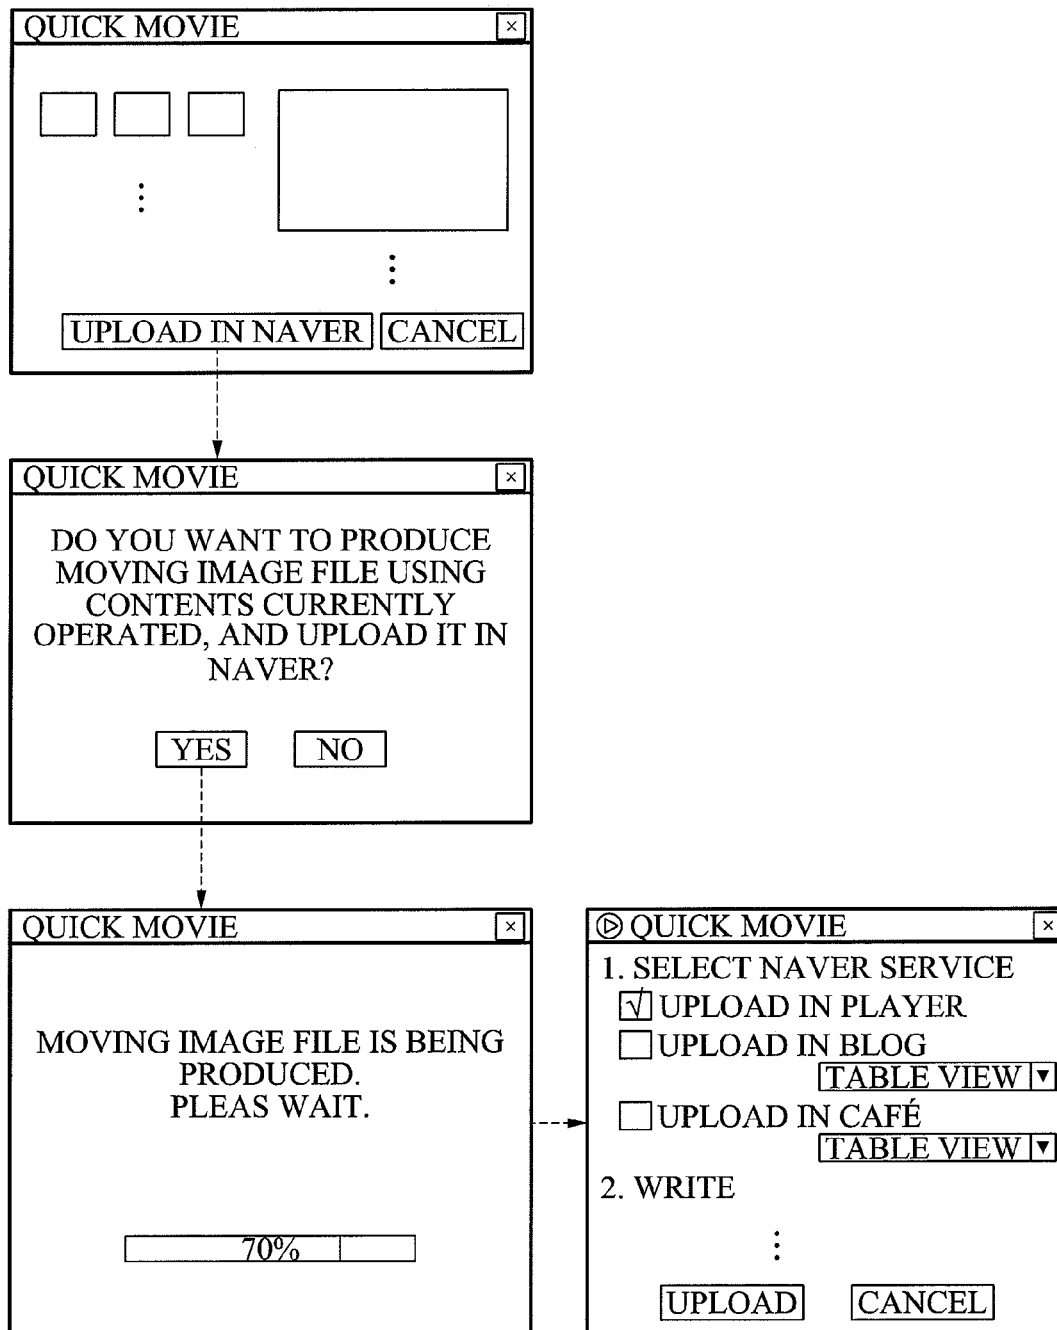 QUICK MOVIE ×
UPLOAD IN NAVER CANCEL
QUICK MOVIE ×
DO YOU WANT TO PRODUCE
MOVING IMAGE FILE USING
CONTENTS CURRENTLY
OPERATED, AND UPLOAD IT IN
NAVER?
YES NO
QUICK MOVIE ×
MOVING IMAGE FILE IS BEING
PRODUCED.
PLEAS WAIT.
70%
QUICK MOVIE ×
1. SELECT NAVER SERVICE
√ UPLOAD IN PLAYER
UPLOAD IN BLOG
TABLE VIEW ▼
UPLOAD IN CAFÉ
TABLE VIEW ▼
2. WRITE
UPLOAD CANCEL